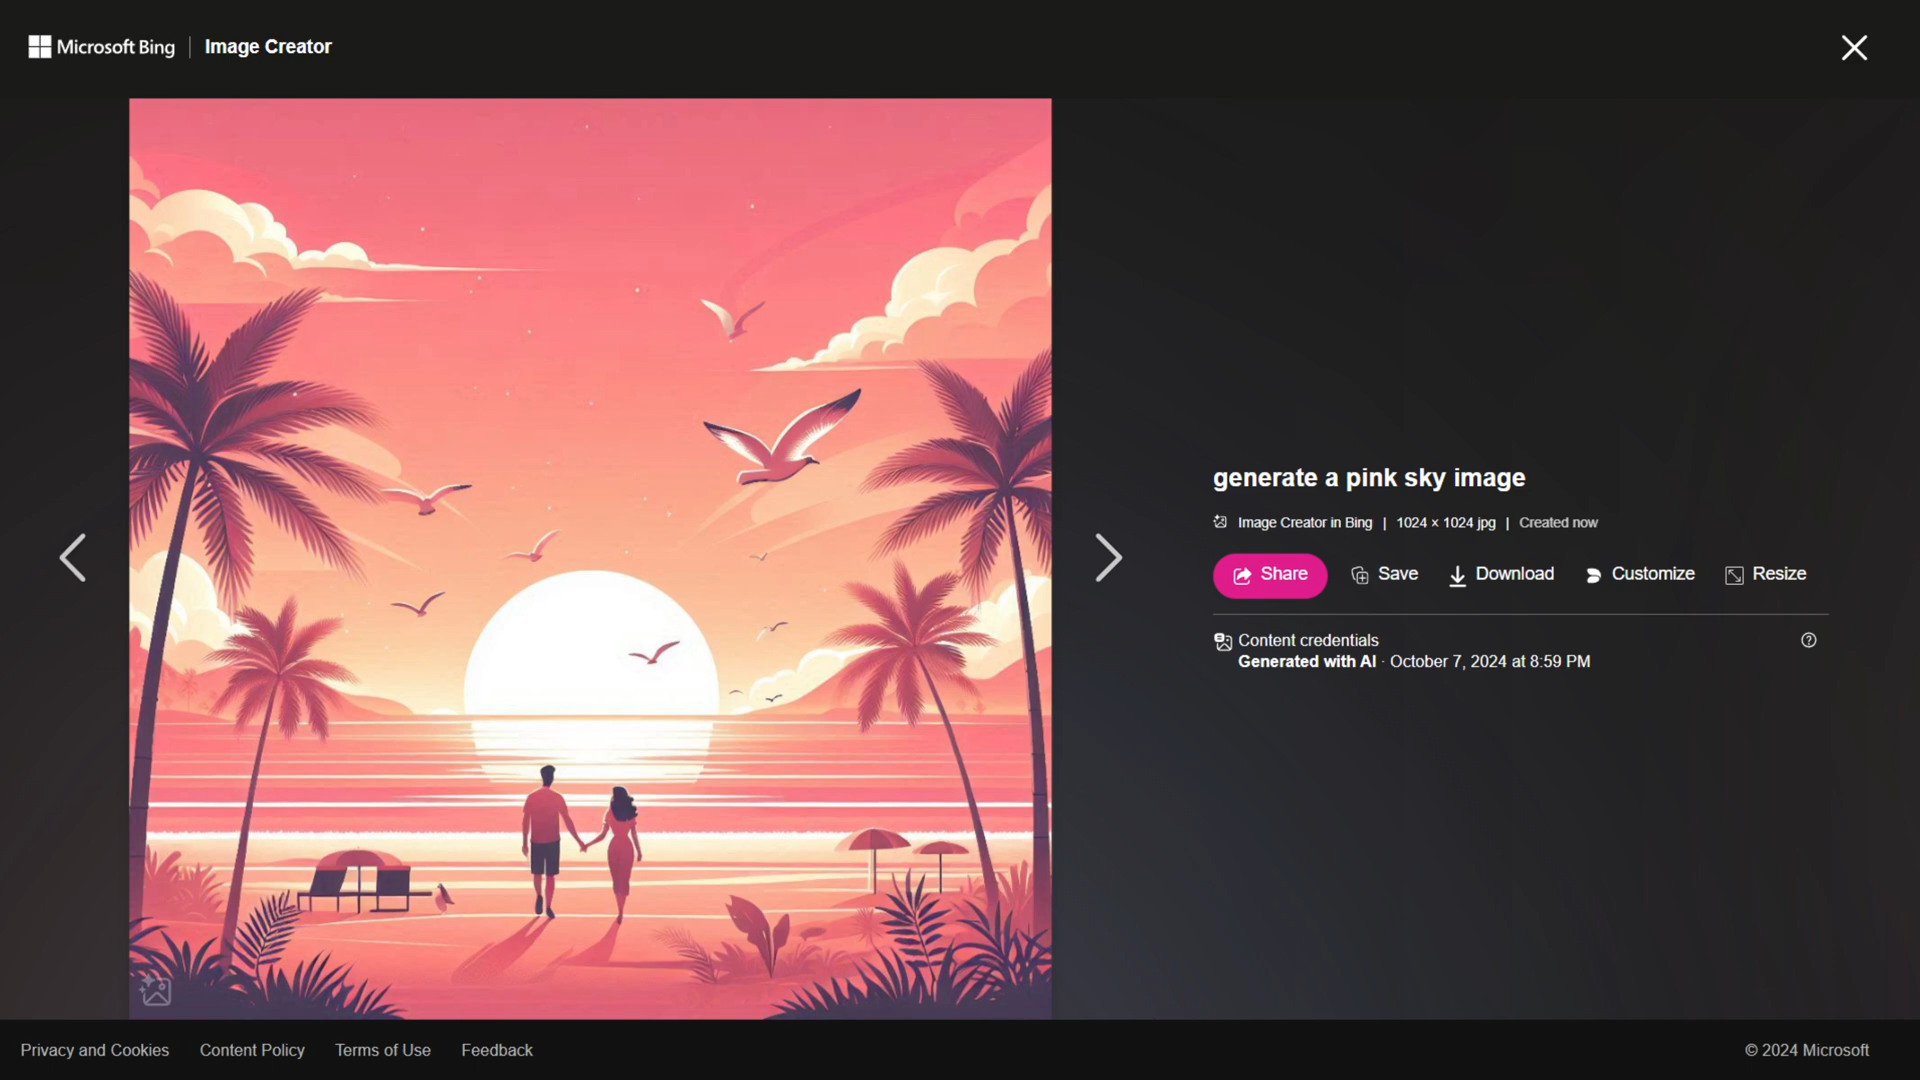 Microsoft Bing | Image Creator
generate a pink sky image
Image Creator in Bing | 1024 × 1024 jpg | Created now
Share Save Download Customize Resize
Content credentials
Generated with AI · October 7, 2024 at 8:59 PM
Privacy and Cookies Content Policy Terms of Use Feedback © 2024 Microsoft